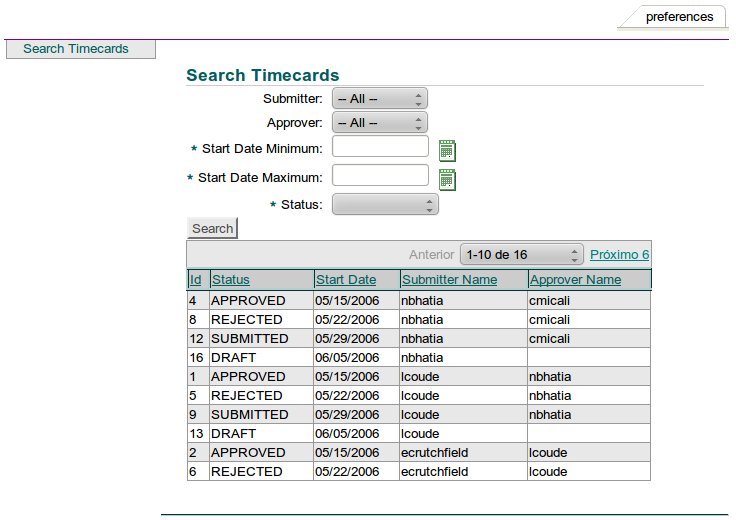 preferences
Search Timecards
Search Timecards
Submitter: -- All --
Approver: -- All --
* Start Date Minimum:
* Start Date Maximum:
* Status:
Search
Anterior 1-10 de 16 Próximo 6
Id Status Start Date Submitter Name Approver Name
4 APPROVED 05/15/2006 nbhatia cmicali
8 REJECTED 05/22/2006 nbhatia cmicali
12 SUBMITTED 05/29/2006 nbhatia cmicali
16 DRAFT 06/05/2006 nbhatia
1 APPROVED 05/15/2006 lcoude nbhatia
5 REJECTED 05/22/2006 lcoude nbhatia
9 SUBMITTED 05/29/2006 lcoude nbhatia
13 DRAFT 06/05/2006 lcoude
2 APPROVED 05/15/2006 ecrutchfield lcoude
6 REJECTED 05/22/2006 ecrutchfield lcoude